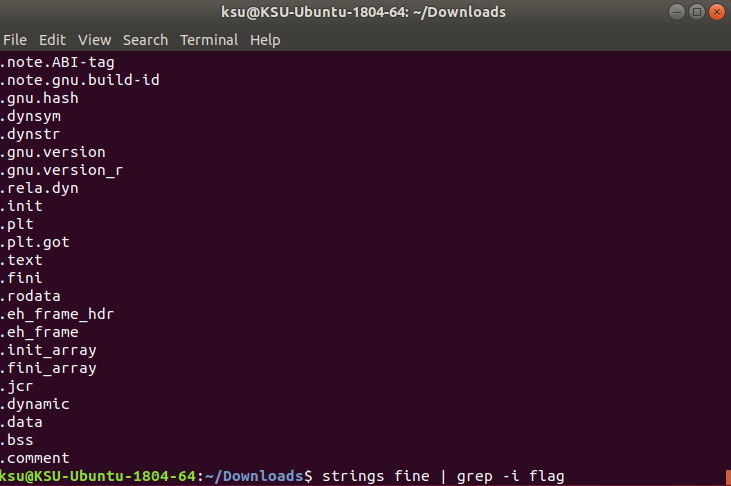 ksu@KSU-Ubuntu-1804-64: ~/Downloads
File Edit View Search Terminal Help
.note.ABI-tag
.note.gnu.build-id
.gnu.hash
.dynsym
.dynstr
.gnu.version
.gnu.version_r
.rela.dyn
.init
.plt
.plt.got
.text
.fini
.rodata
.eh_frame_hdr
.eh_frame
.init_array
.fini_array
.jcr
.dynamic
.data
.bss
.comment
ksu@KSU-Ubuntu-1804-64:~/Downloads$ strings fine | grep -i flag